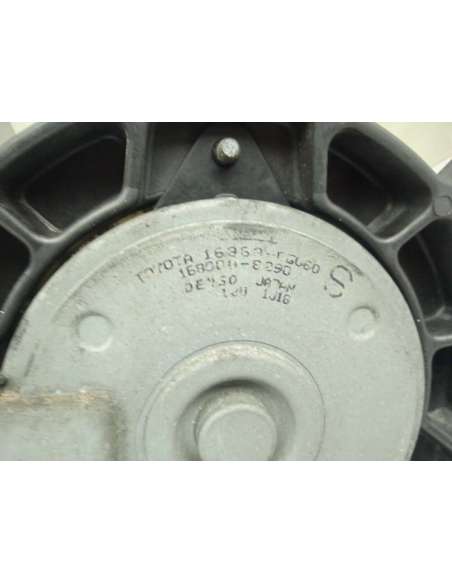 TOYOTA 16363-
168000-8290
DENSO JAPAN
1J16
S